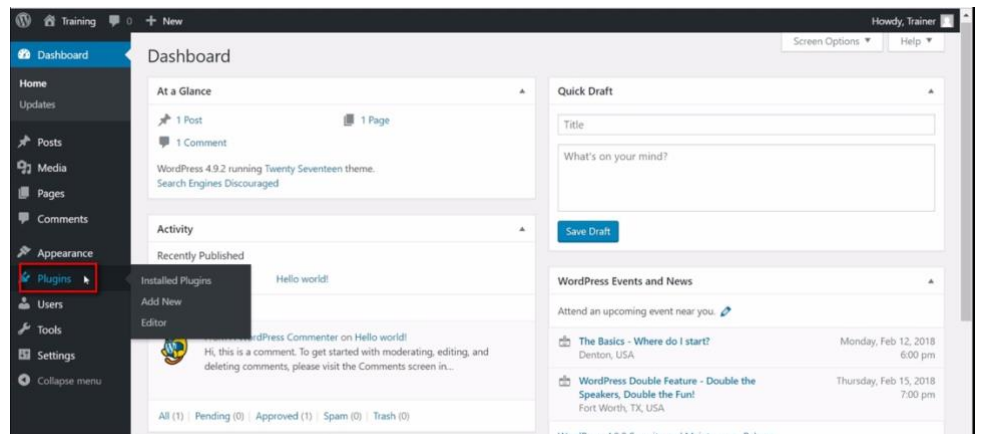 Training 0 + New Howdy, Trainer
Screen Options ▼ Help ▼
Dashboard
Home
Updates
Posts
Media
Pages
Comments
Appearance
Plugins
Installed Plugins
Add New
Editor
Users
Tools
Settings
Collapse menu
Dashboard
At a Glance
1 Post 1 Page
1 Comment
WordPress 4.9.2 running Twenty Seventeen theme.
Search Engines Discouraged
Activity
Recently Published
Hello world!
WordPress Commenter on Hello world!
Hi, this is a comment. To get started with moderating, editing, and
deleting comments, please visit the Comments screen in...
All (1) | Pending (0) | Approved (1) | Spam (0) | Trash (0)
Quick Draft
Title
What's on your mind?
Save Draft
WordPress Events and News
Attend an upcoming event near you.
The Basics - Where do I start? Monday, Feb 12, 2018
Denton, USA 6:00 pm
WordPress Double Feature - Double the Thursday, Feb 15, 2018
Speakers, Double the Fun! 7:00 pm
Fort Worth, TX, USA